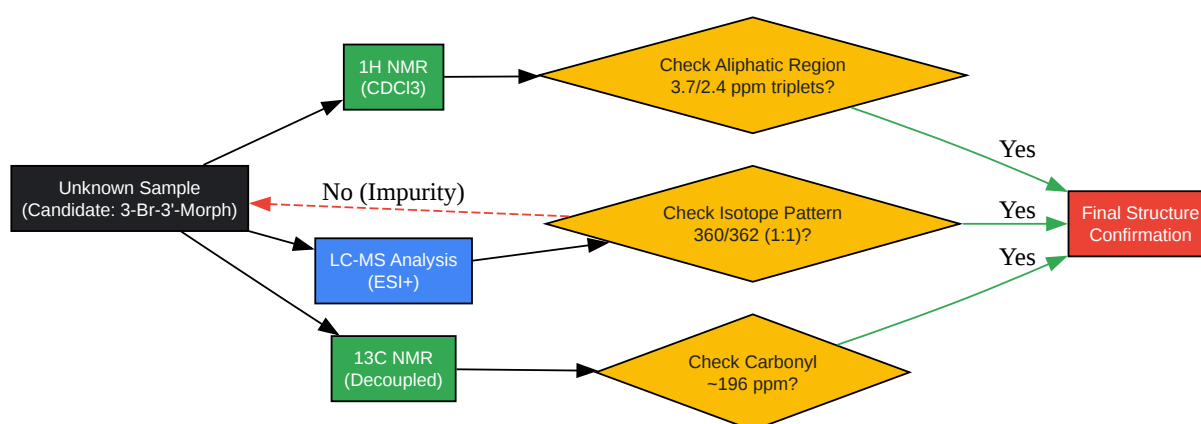 1H NMR
(CDCl3)
Check Aliphatic Region
3.7/2.4 ppm triplets?
Yes
Unknown Sample
(Candidate: 3-Br-3'-Morph)
No (Impurity)
Check Isotope Pattern
360/362 (1:1)?
Yes
Final Structure
Confirmation
LC-MS Analysis
(ESI+)
Yes
13C NMR
(Decoupled)
Check Carbonyl
~196 ppm?